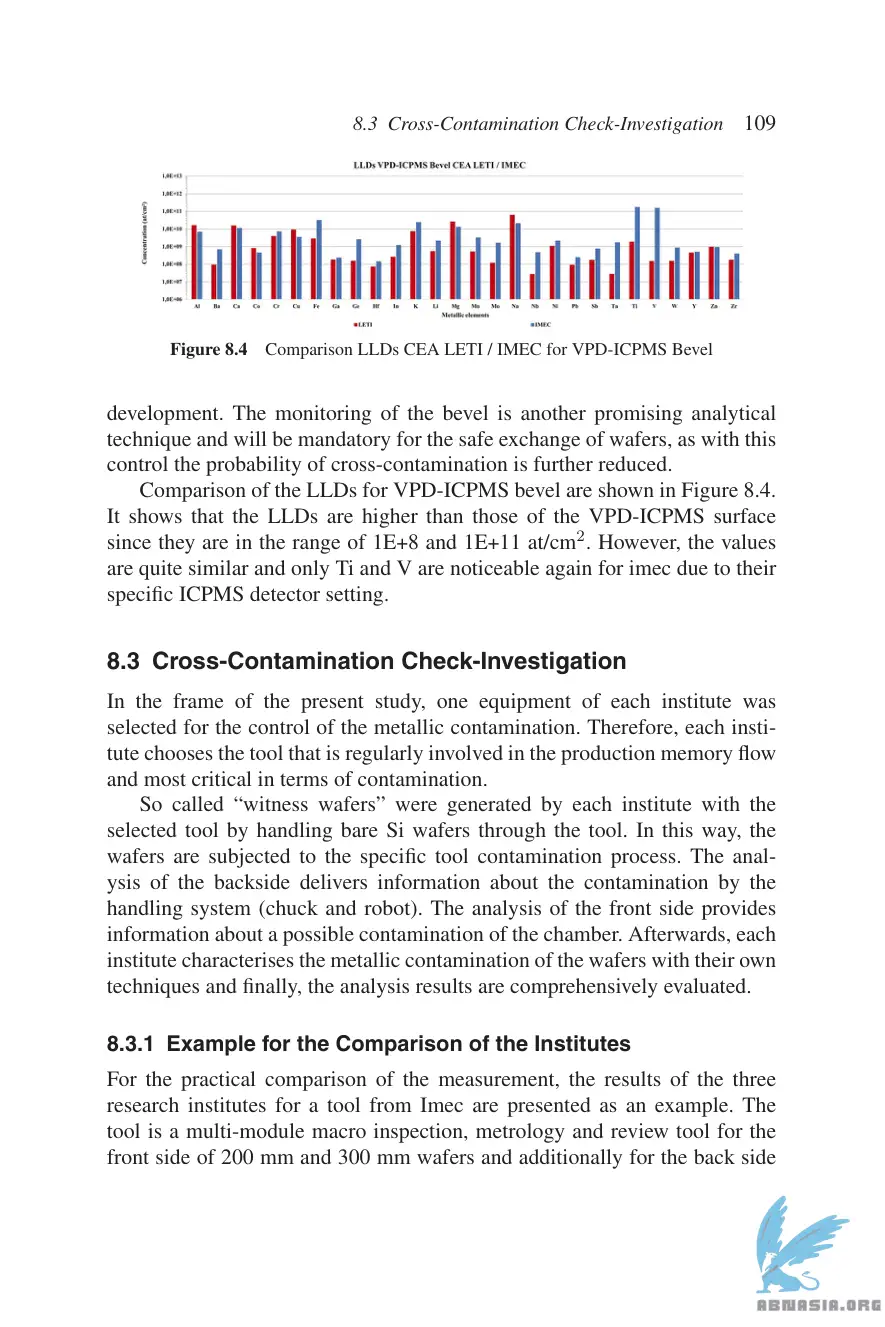 8.3 Cross-Contamination Check-Investigation 109
LLDs VPD-ICPMS Bevel CEA LETI / IMEC
Concentration (at/cm²)
1,0E+13
1,0E+12
1,0E+11
1,0E+10
1,0E+09
1,0E+08
1,0E+07
1,0E+06
Al Ba Ca Co Cr Cu Fe Ga Ge Hf In K Li Mg Mo Na Nb Ni Pb Sb Ta Ti V W Y Zn Zr
Metallic elements
LETI IMEC
Figure 8.4 Comparison LLDs CEA LETI / IMEC for VPD-ICPMS Bevel
development. The monitoring of the bevel is another promising analytical
technique and will be mandatory for the safe exchange of wafers, as with this
control the probability of cross-contamination is further reduced.
Comparison of the LLDs for VPD-ICPMS bevel are shown in Figure 8.4.
It shows that the LLDs are higher than those of the VPD-ICPMS surface
since they are in the range of 1E+8 and 1E+11 at/cm². However, the values
are quite similar and only Ti and V are noticeable again for imec due to their
specific ICPMS detector setting.
8.3 Cross-Contamination Check-Investigation
In the frame of the present study, one equipment of each institute was
selected for the control of the metallic contamination. Therefore, each insti-
tute chooses the tool that is regularly involved in the production memory flow
and most critical in terms of contamination.
So called “witness wafers” were generated by each institute with the
selected tool by handling bare Si wafers through the tool. In this way, the
wafers are subjected to the specific tool contamination process. The anal-
ysis of the backside delivers information about the contamination by the
handling system (chuck and robot). The analysis of the front side provides
information about a possible contamination of the chamber. Afterwards, each
institute characterises the metallic contamination of the wafers with their own
techniques and finally, the analysis results are comprehensively evaluated.
8.3.1 Example for the Comparison of the Institutes
For the practical comparison of the measurement, the results of the three
research institutes for a tool from Imec are presented as an example. The
tool is a multi-module macro inspection, metrology and review tool for the
front side of 200 mm and 300 mm wafers and additionally for the back side
ABNASIA.ORG